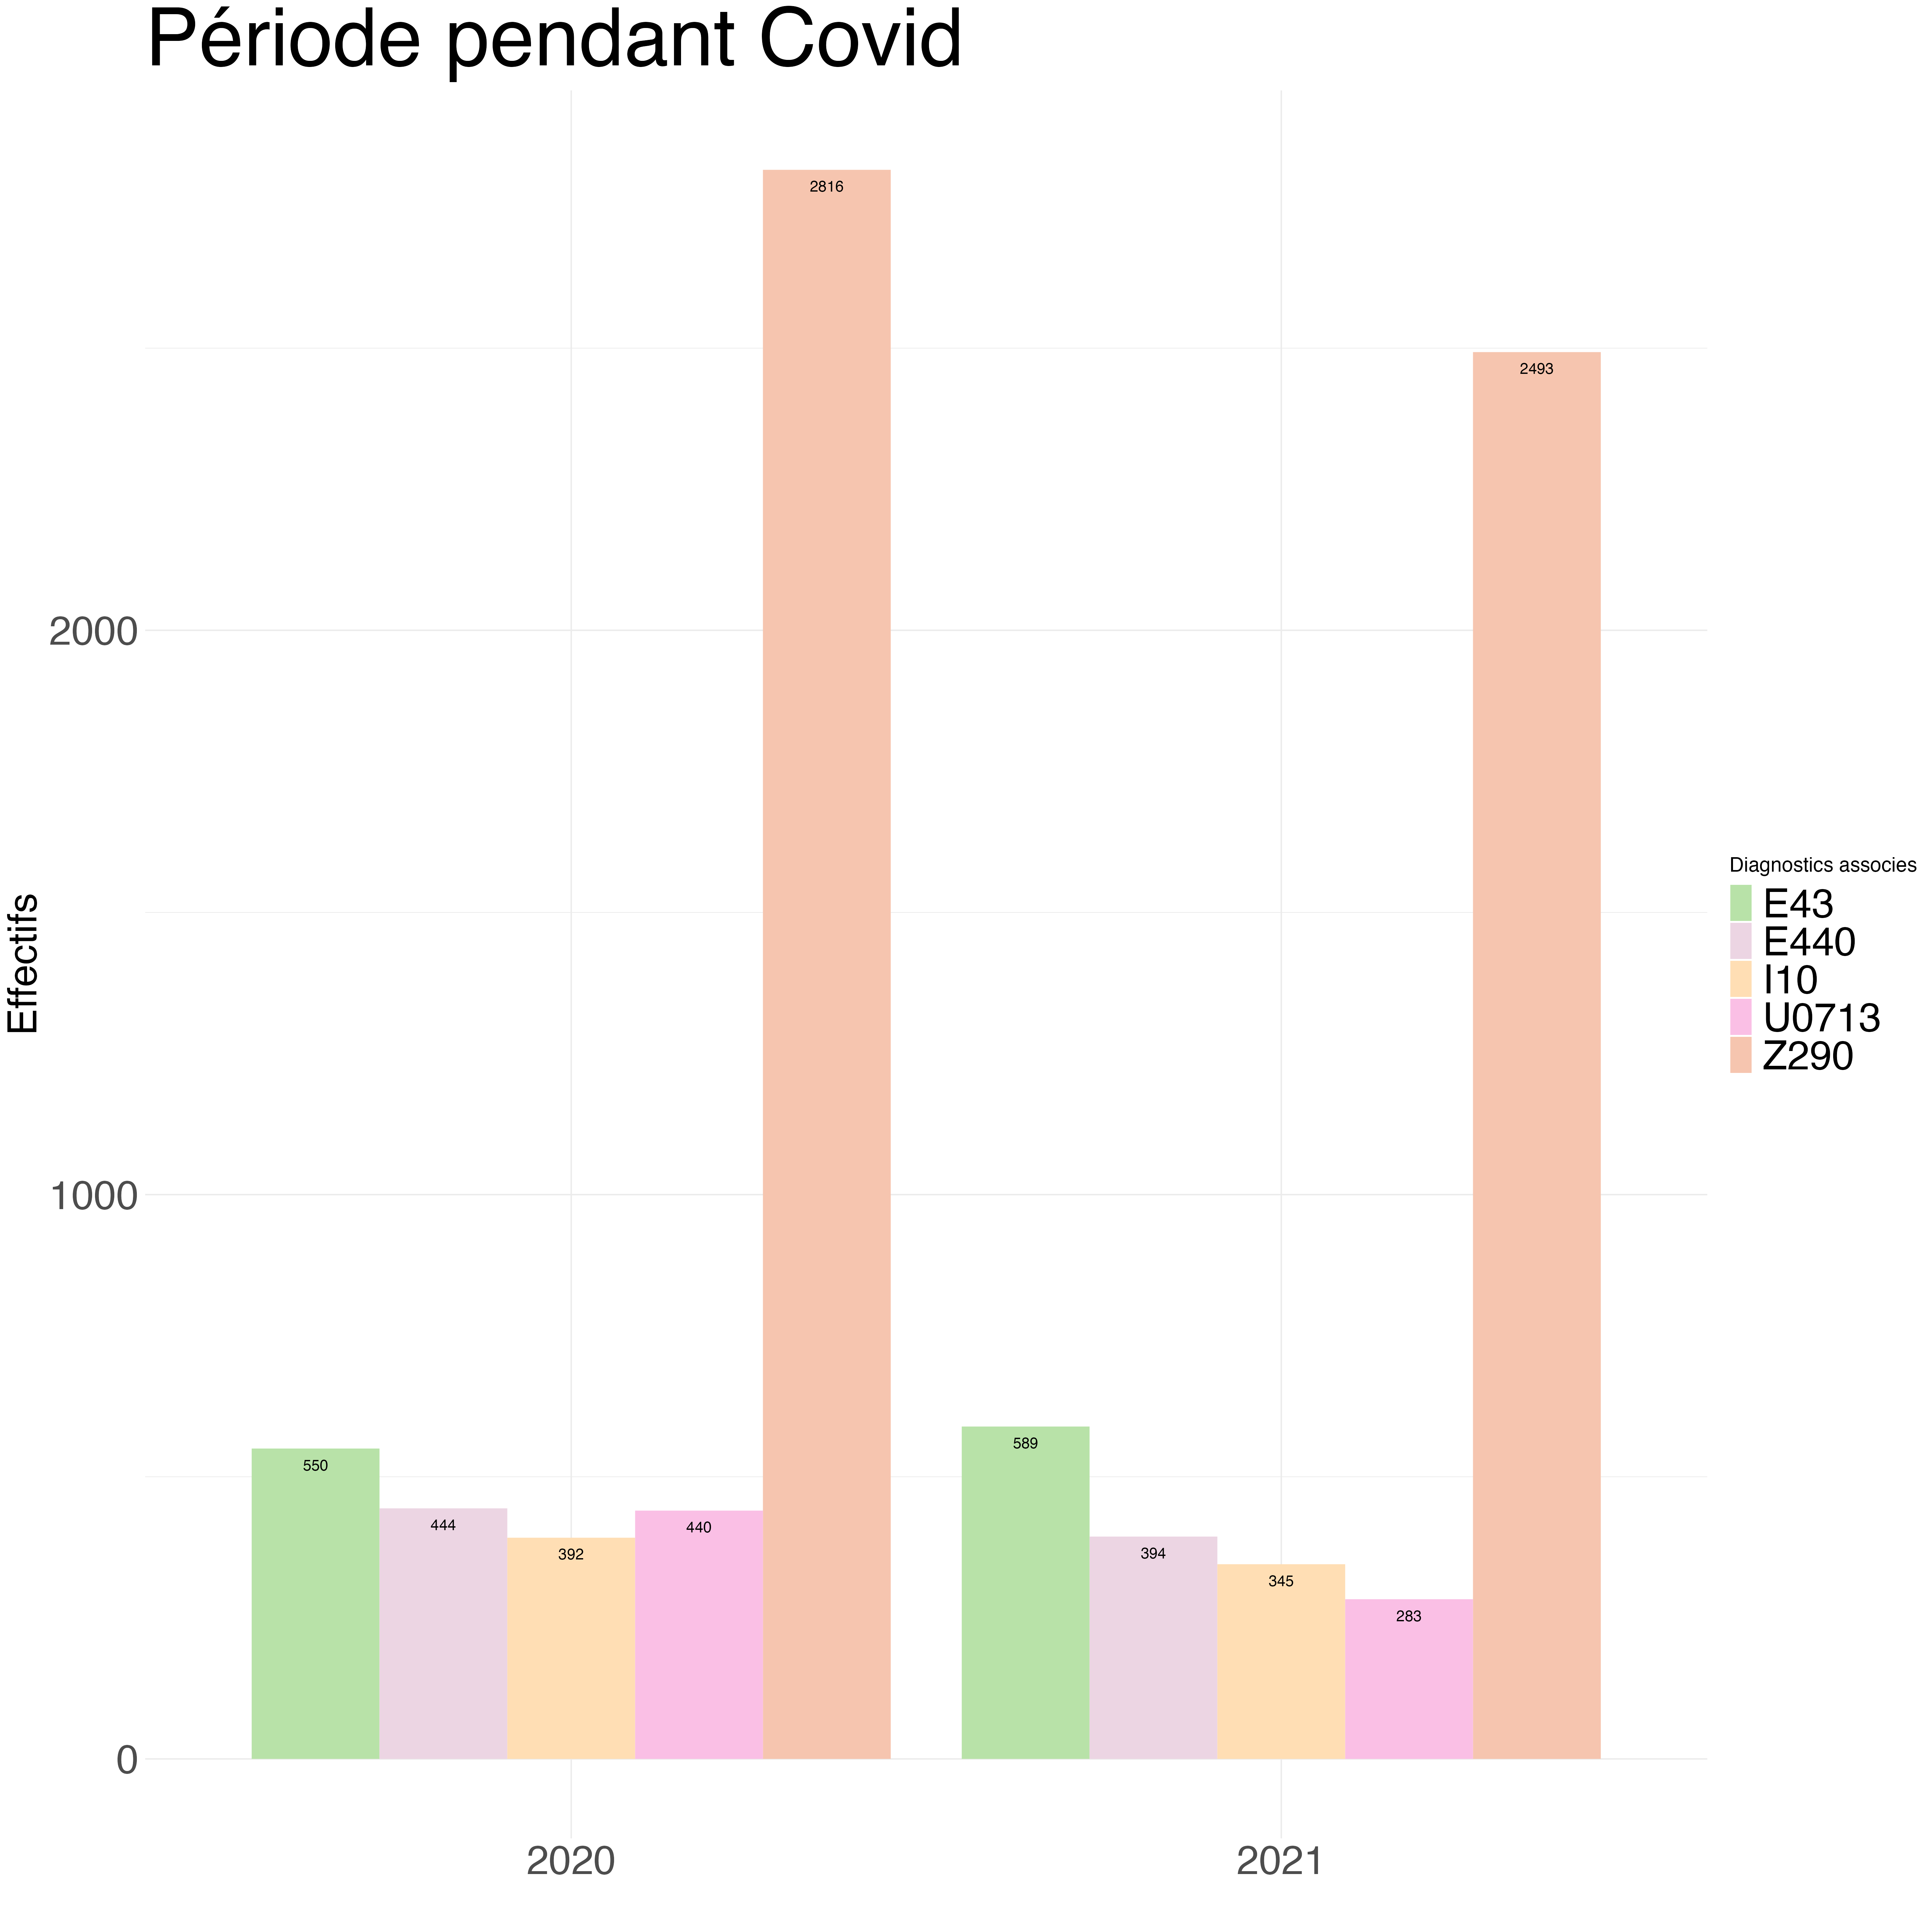 Période pendant Covid
2816
2493
2000
Effectifs
Diagnostics associes
E43
E440
I10
U0713
Z290
1000
589
550
444
440
392
394
345
283
0
2020
2021